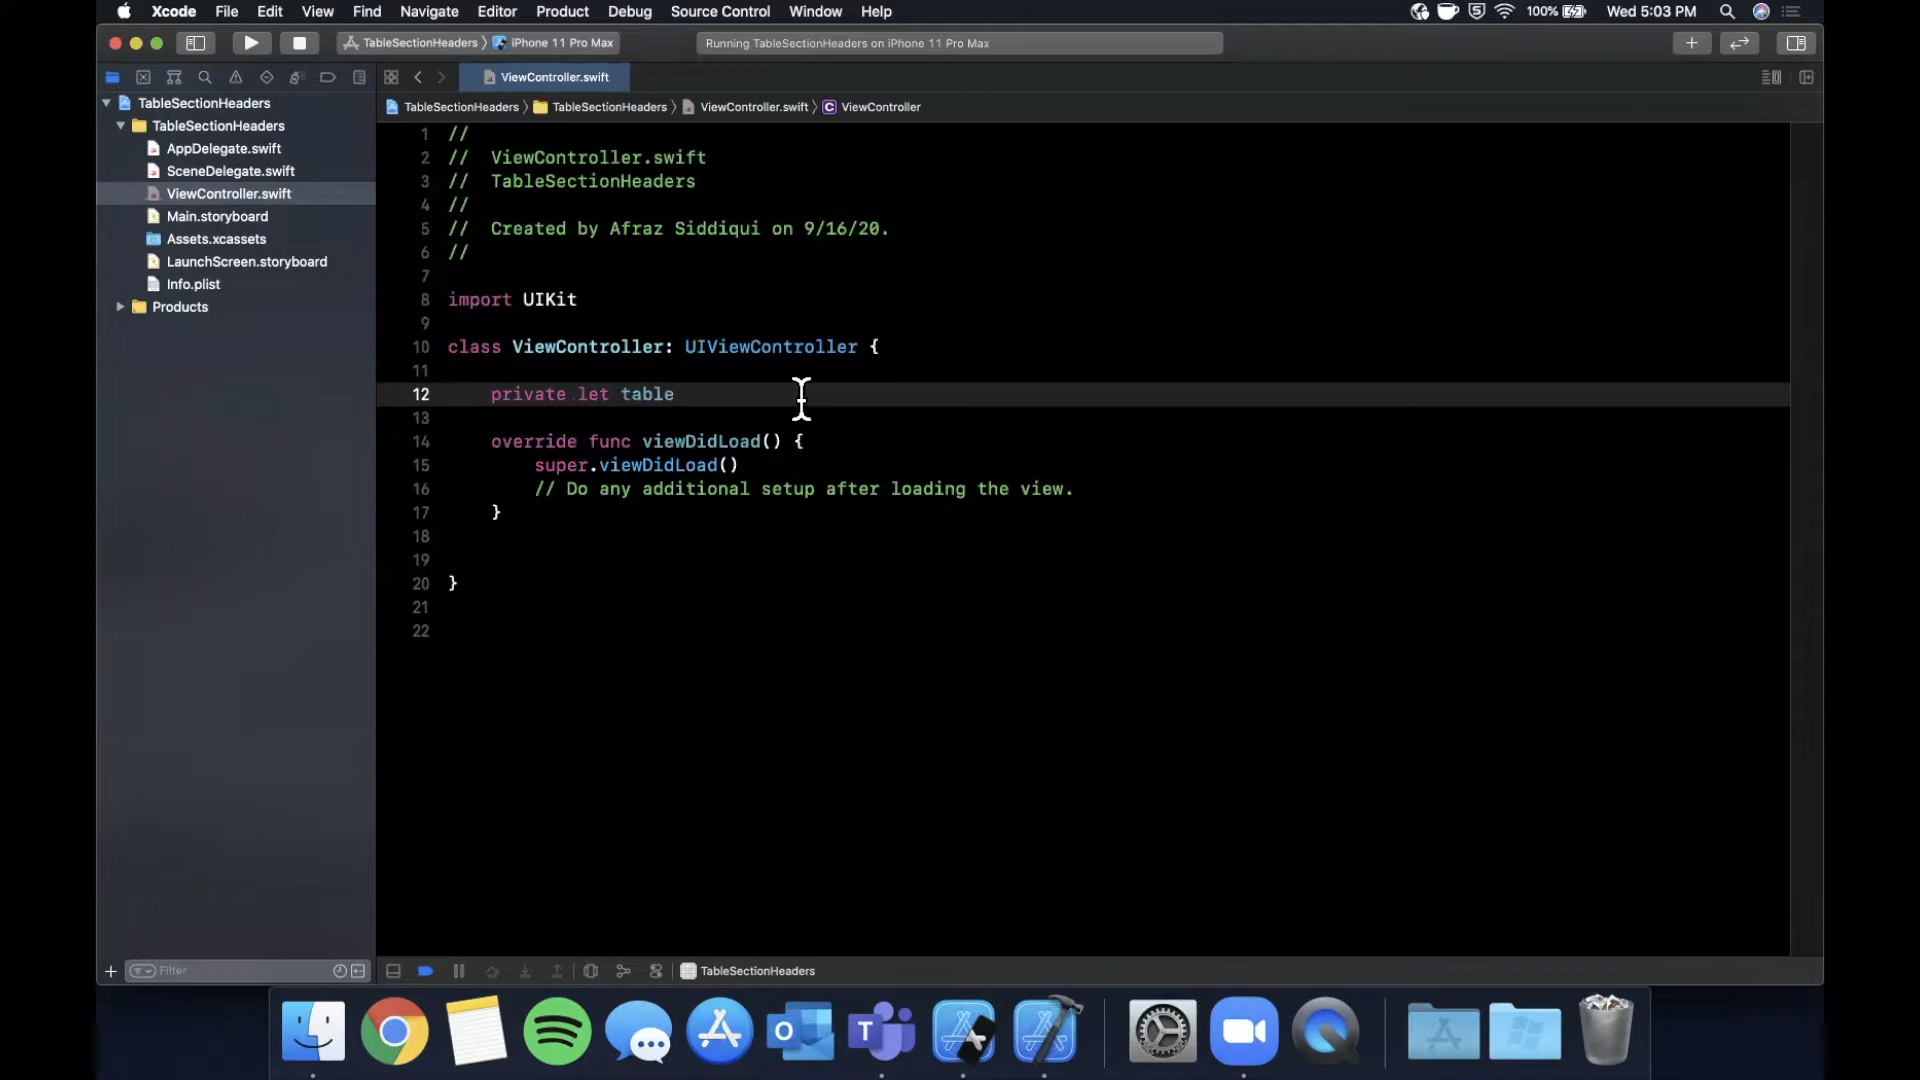 Xcode File Edit View Find Navigate Editor Product Debug Source Control Window Help 100% Wed 5:03 PM
TableSectionHeaders iPhone 11 Pro Max Running TableSectionHeaders on iPhone 11 Pro Max
ViewController.swift
TableSectionHeaders TableSectionHeaders ViewController.swift C ViewController
TableSectionHeaders
TableSectionHeaders
AppDelegate.swift
SceneDelegate.swift
ViewController.swift
Main.storyboard
Assets.xcassets
LaunchScreen.storyboard
Info.plist
Products
1 //
2 //  ViewController.swift
3 //  TableSectionHeaders
4 //
5 //  Created by Afraz Siddiqui on 9/16/20.
6 //
7
8 import UIKit
9
10 class ViewController: UIViewController {
11
12     private let table
13
14     override func viewDidLoad() {
15         super.viewDidLoad()
16         // Do any additional setup after loading the view.
17     }
18
19
20 }
21
22
Filter
TableSectionHeaders